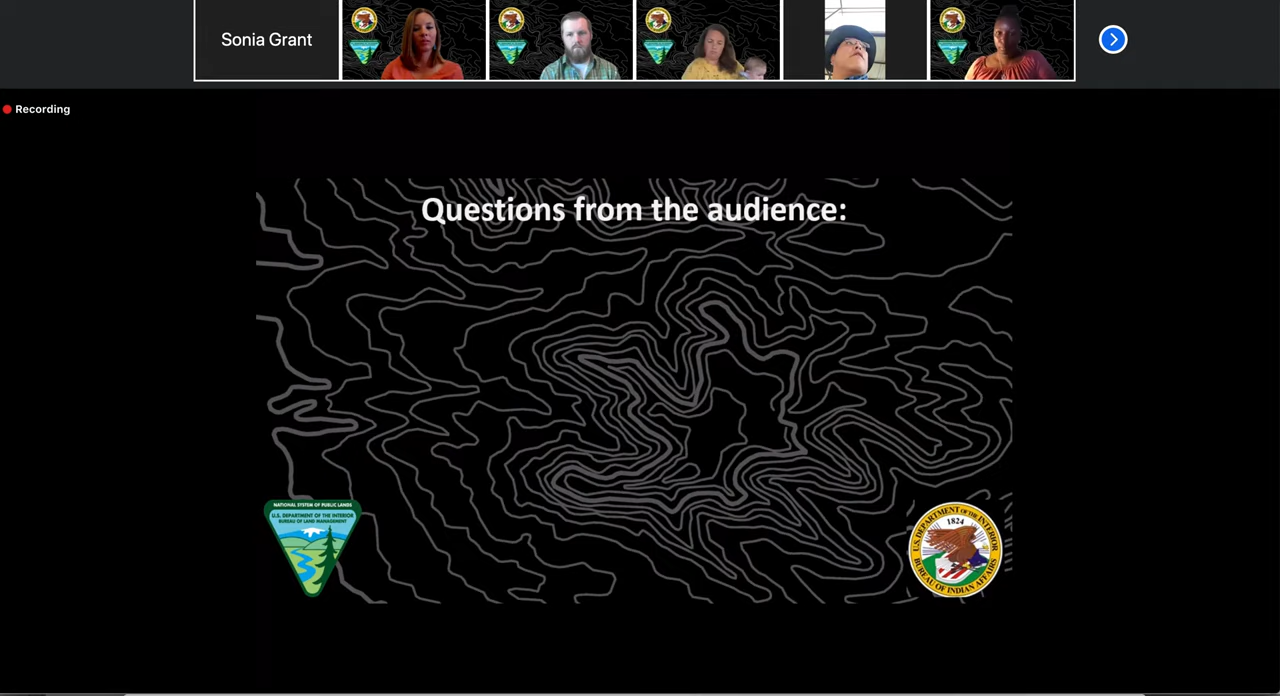 Sonia Grant
Recording
Questions from the audience:
NATIONAL SYSTEM OF PUBLIC LANDS
U.S. DEPARTMENT OF THE INTERIOR
BUREAU OF LAND MANAGEMENT
U.S. DEPARTMENT OF THE INTERIOR
1824
BUREAU OF INDIAN AFFAIRS